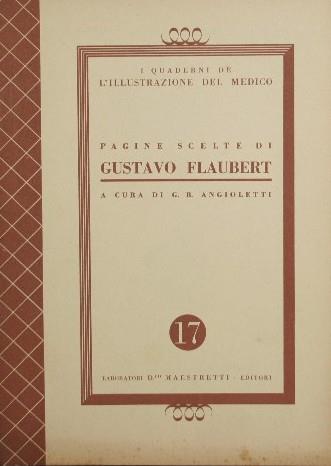 I QUADERNI DE
L'ILLUSTRAZIONE DEL MEDICO
PAGINE SCELTE DI
GUSTAVO FLAUBERT
A CURA DI G. B. ANGIOLETTI
17
LABORATORI D.ᵣᵢ MAESTRETTI - EDITORI